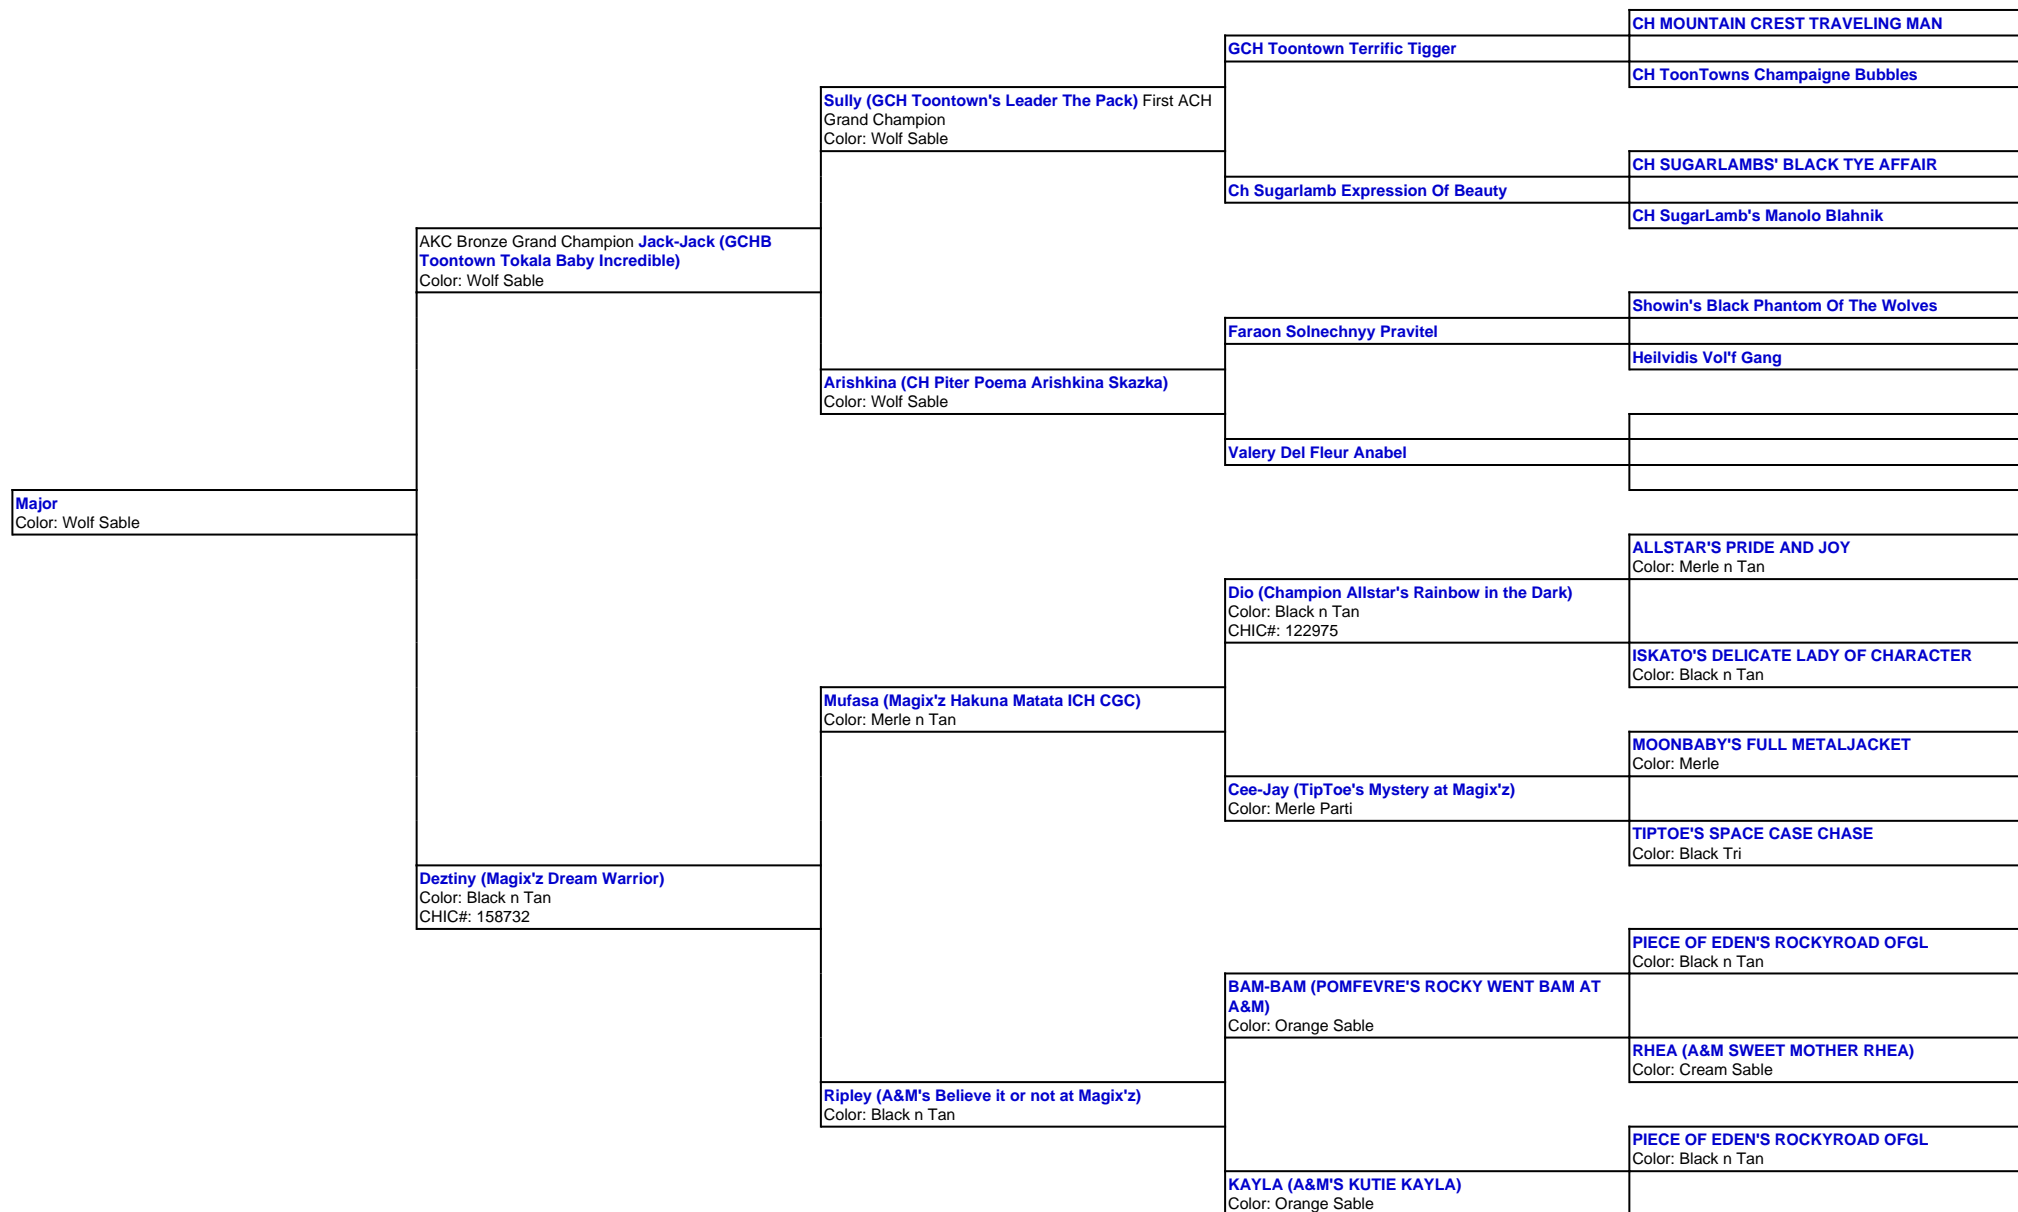 CH MOUNTAIN CREST TRAVELING MAN
GCH Toontown Terrific Tigger
CH ToonTowns Champaigne Bubbles
Sully (GCH Toontown's Leader The Pack) First ACH
Grand Champion
Color: Wolf Sable
CH SUGARLAMBS' BLACK TYE AFFAIR
Ch Sugarlamb Expression Of Beauty
CH SugarLamb's Manolo Blahnik
AKC Bronze Grand Champion Jack-Jack (GCHB
Toontown Tokala Baby Incredible)
Color: Wolf Sable
Showin's Black Phantom Of The Wolves
Faraon Solnechnyy Pravitel
Heilvidis Vol'f Gang
Arishkina (CH Piter Poema Arishkina Skazka)
Color: Wolf Sable
Valery Del Fleur Anabel
Major
Color: Wolf Sable
ALLSTAR'S PRIDE AND JOY
Color: Merle n Tan
Dio (Champion Allstar's Rainbow in the Dark)
Color: Black n Tan
CHIC#: 122975
ISKATO'S DELICATE LADY OF CHARACTER
Color: Black n Tan
Mufasa (Magix'z Hakuna Matata ICH CGC)
Color: Merle n Tan
MOONBABY'S FULL METALJACKET
Color: Merle
Cee-Jay (TipToe's Mystery at Magix'z)
Color: Merle Parti
TIPTOE'S SPACE CASE CHASE
Color: Black Tri
Deztiny (Magix'z Dream Warrior)
Color: Black n Tan
CHIC#: 158732
PIECE OF EDEN'S ROCKYROAD OFGL
Color: Black n Tan
BAM-BAM (POMFEVRE'S ROCKY WENT BAM AT
A&M)
Color: Orange Sable
RHEA (A&M SWEET MOTHER RHEA)
Color: Cream Sable
Ripley (A&M's Believe it or not at Magix'z)
Color: Black n Tan
PIECE OF EDEN'S ROCKYROAD OFGL
Color: Black n Tan
KAYLA (A&M'S KUTIE KAYLA)
Color: Orange Sable